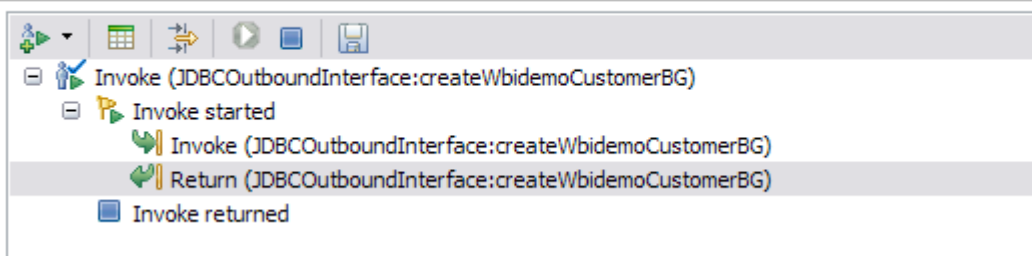 Invoke (JDBCOutboundInterface:createWbidemoCustomerBG)
Invoke started
Invoke (JDBCOutboundInterface:createWbidemoCustomerBG)
Return (JDBCOutboundInterface:createWbidemoCustomerBG)
Invoke returned